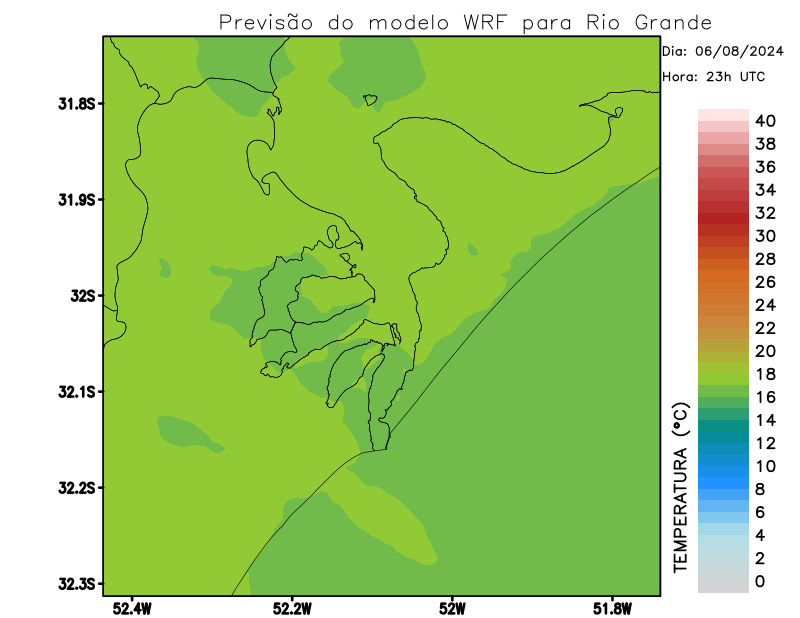 Previsão do modelo WRF para Rio Grande
Dia: 06/08/2024
Hora: 23h UTC
31.8S
31.9S
32S
32.1S
32.2S
32.3S
52.4W
52.2W
52W
51.8W
TEMPERATURA (°C)
40
38
36
34
32
30
28
26
24
22
20
18
16
14
12
10
8
6
4
2
0